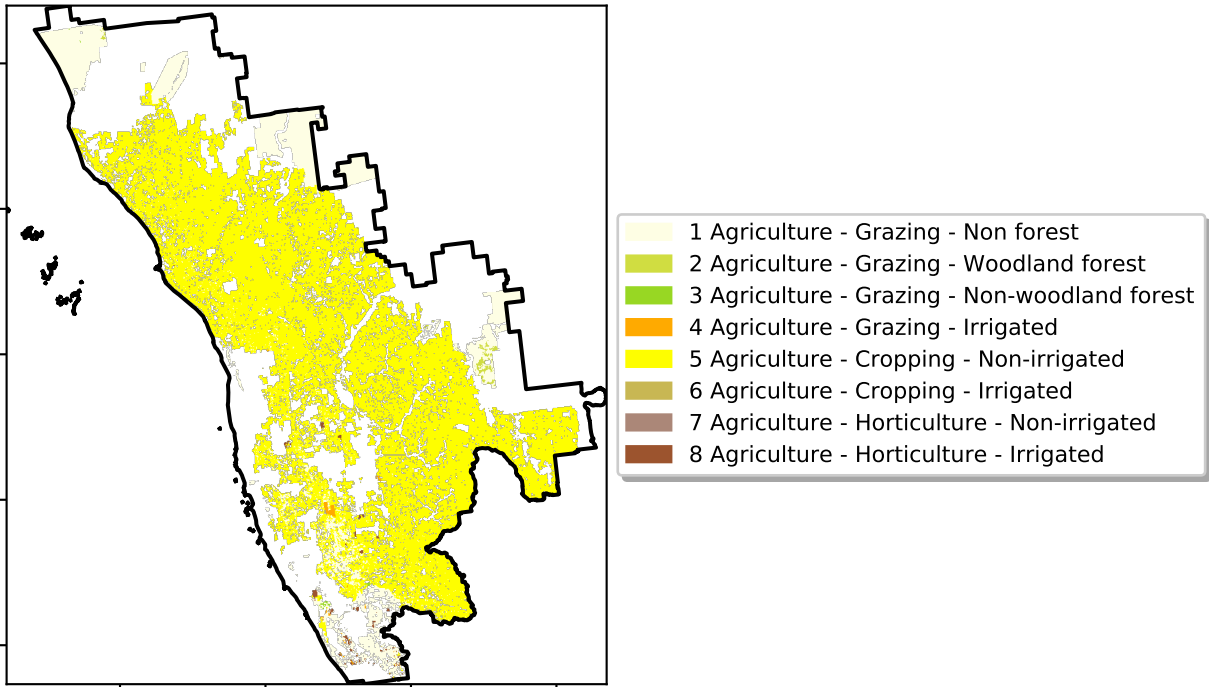 1 Agriculture - Grazing - Non forest
2 Agriculture - Grazing - Woodland forest
3 Agriculture - Grazing - Non-woodland forest
4 Agriculture - Grazing - Irrigated
5 Agriculture - Cropping - Non-irrigated
6 Agriculture - Cropping - Irrigated
7 Agriculture - Horticulture - Non-irrigated
8 Agriculture - Horticulture - Irrigated